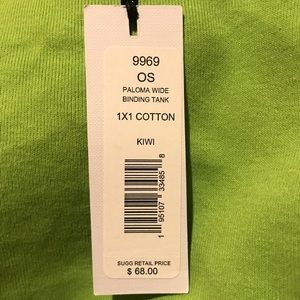 9969
OS
PALOMA WIDE
BINDING TANK
1X1 COTTON
KIWI
1 95107 33485 8
SUGG RETAIL PRICE
$ 68.00